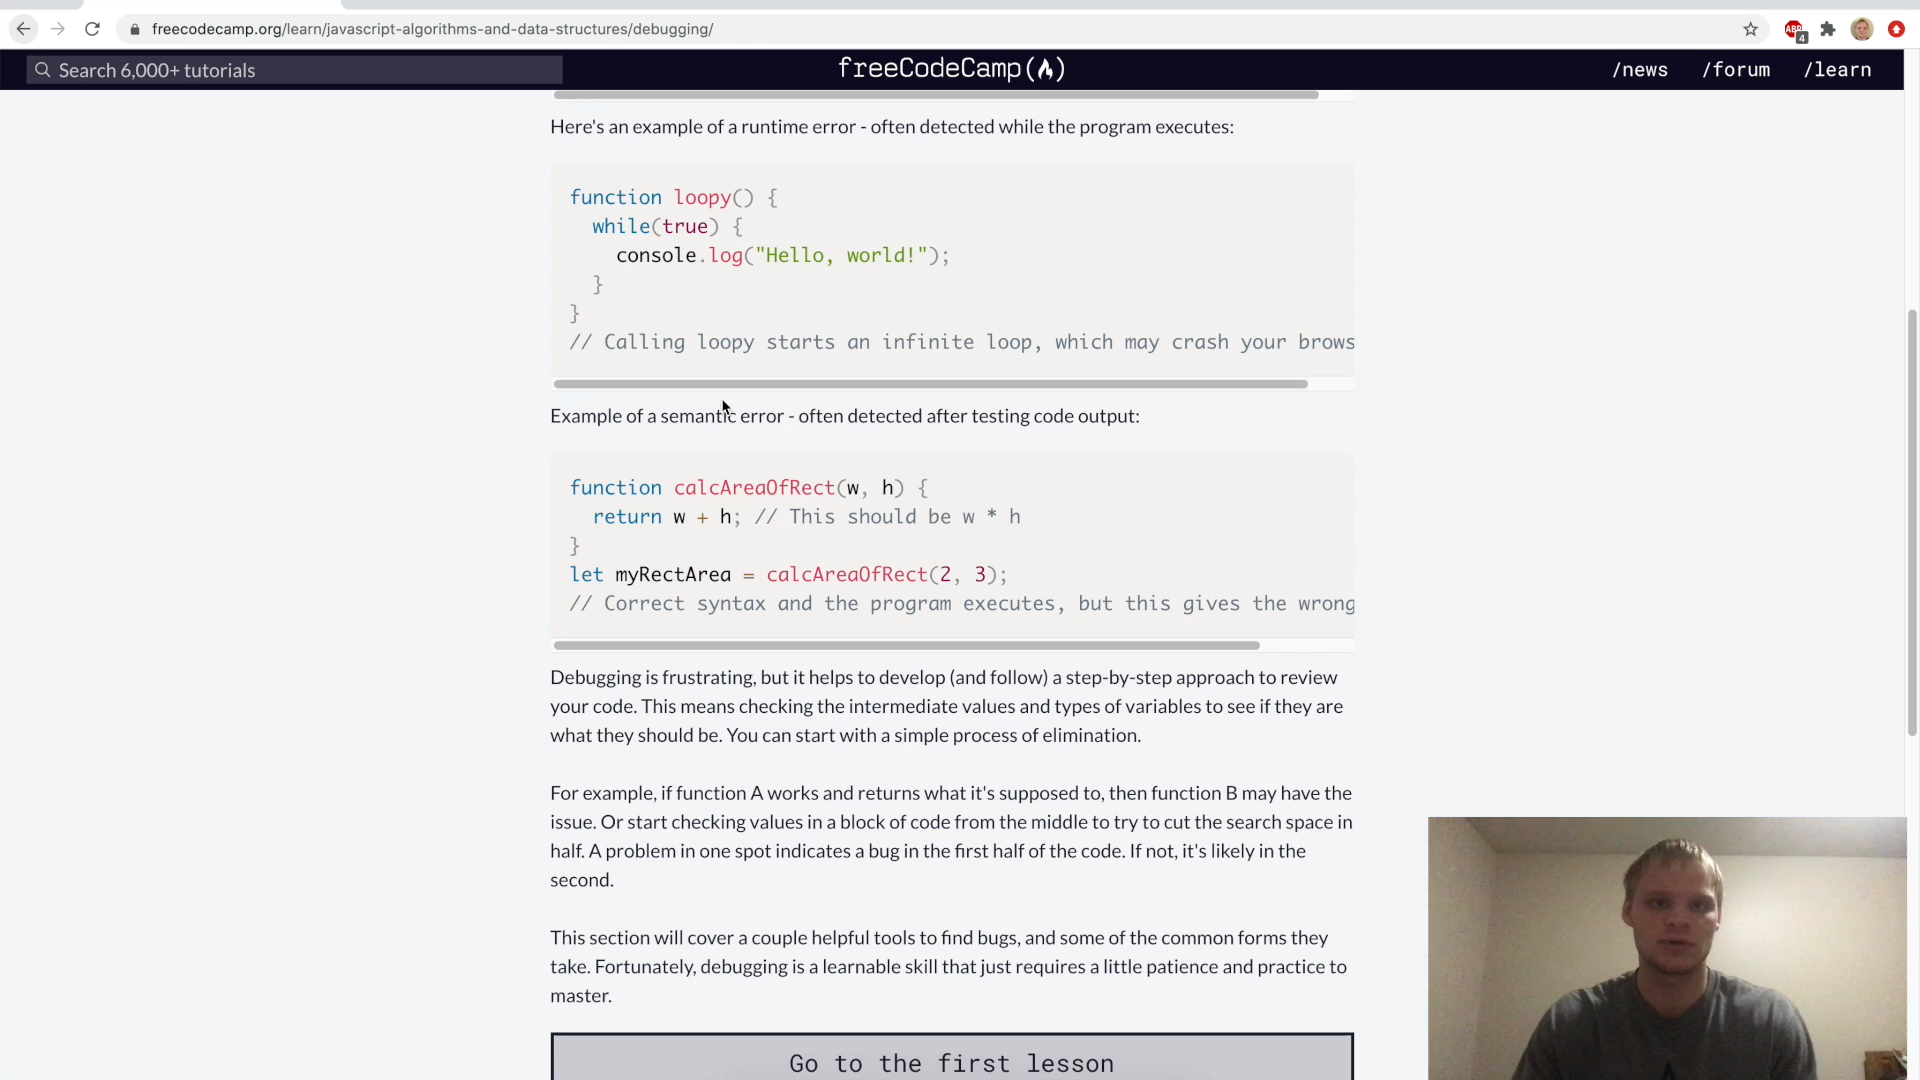 freecodecamp.org/learn/javascript-algorithms-and-data-structures/debugging/
ABP
4
Search 6,000+ tutorials
freeCodeCamp
/news
/forum
/learn
Here's an example of a runtime error - often detected while the program executes:
function loopy() {
while(true) {
console.log("Hello, world!");
}
}
// Calling loopy starts an infinite loop, which may crash your brows
Example of a semantic error - often detected after testing code output:
function calcAreaOfRect(w, h) {
return w + h; // This should be w * h
}
let myRectArea = calcAreaOfRect(2, 3);
// Correct syntax and the program executes, but this gives the wrong
Debugging is frustrating, but it helps to develop (and follow) a step-by-step approach to review
your code. This means checking the intermediate values and types of variables to see if they are
what they should be. You can start with a simple process of elimination.
For example, if function A works and returns what it's supposed to, then function B may have the
issue. Or start checking values in a block of code from the middle to try to cut the search space in
half. A problem in one spot indicates a bug in the first half of the code. If not, it's likely in the
second.
This section will cover a couple helpful tools to find bugs, and some of the common forms they
take. Fortunately, debugging is a learnable skill that just requires a little patience and practice to
master.
Go to the first lesson